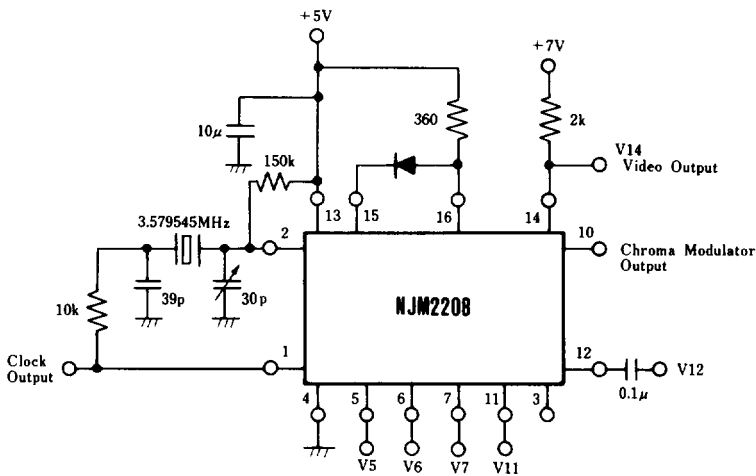 +5V
+7V
10μ
360
2k
V14
Video Output
150k
13
15
16
14
3.579545MHz
2
10
Chroma Modulator
Output
39p
30p
10k
NJM2208
Clock
Output
1
12
V12
0.1μ
4
5
6
7
11
3
V5
V6
V7
V11